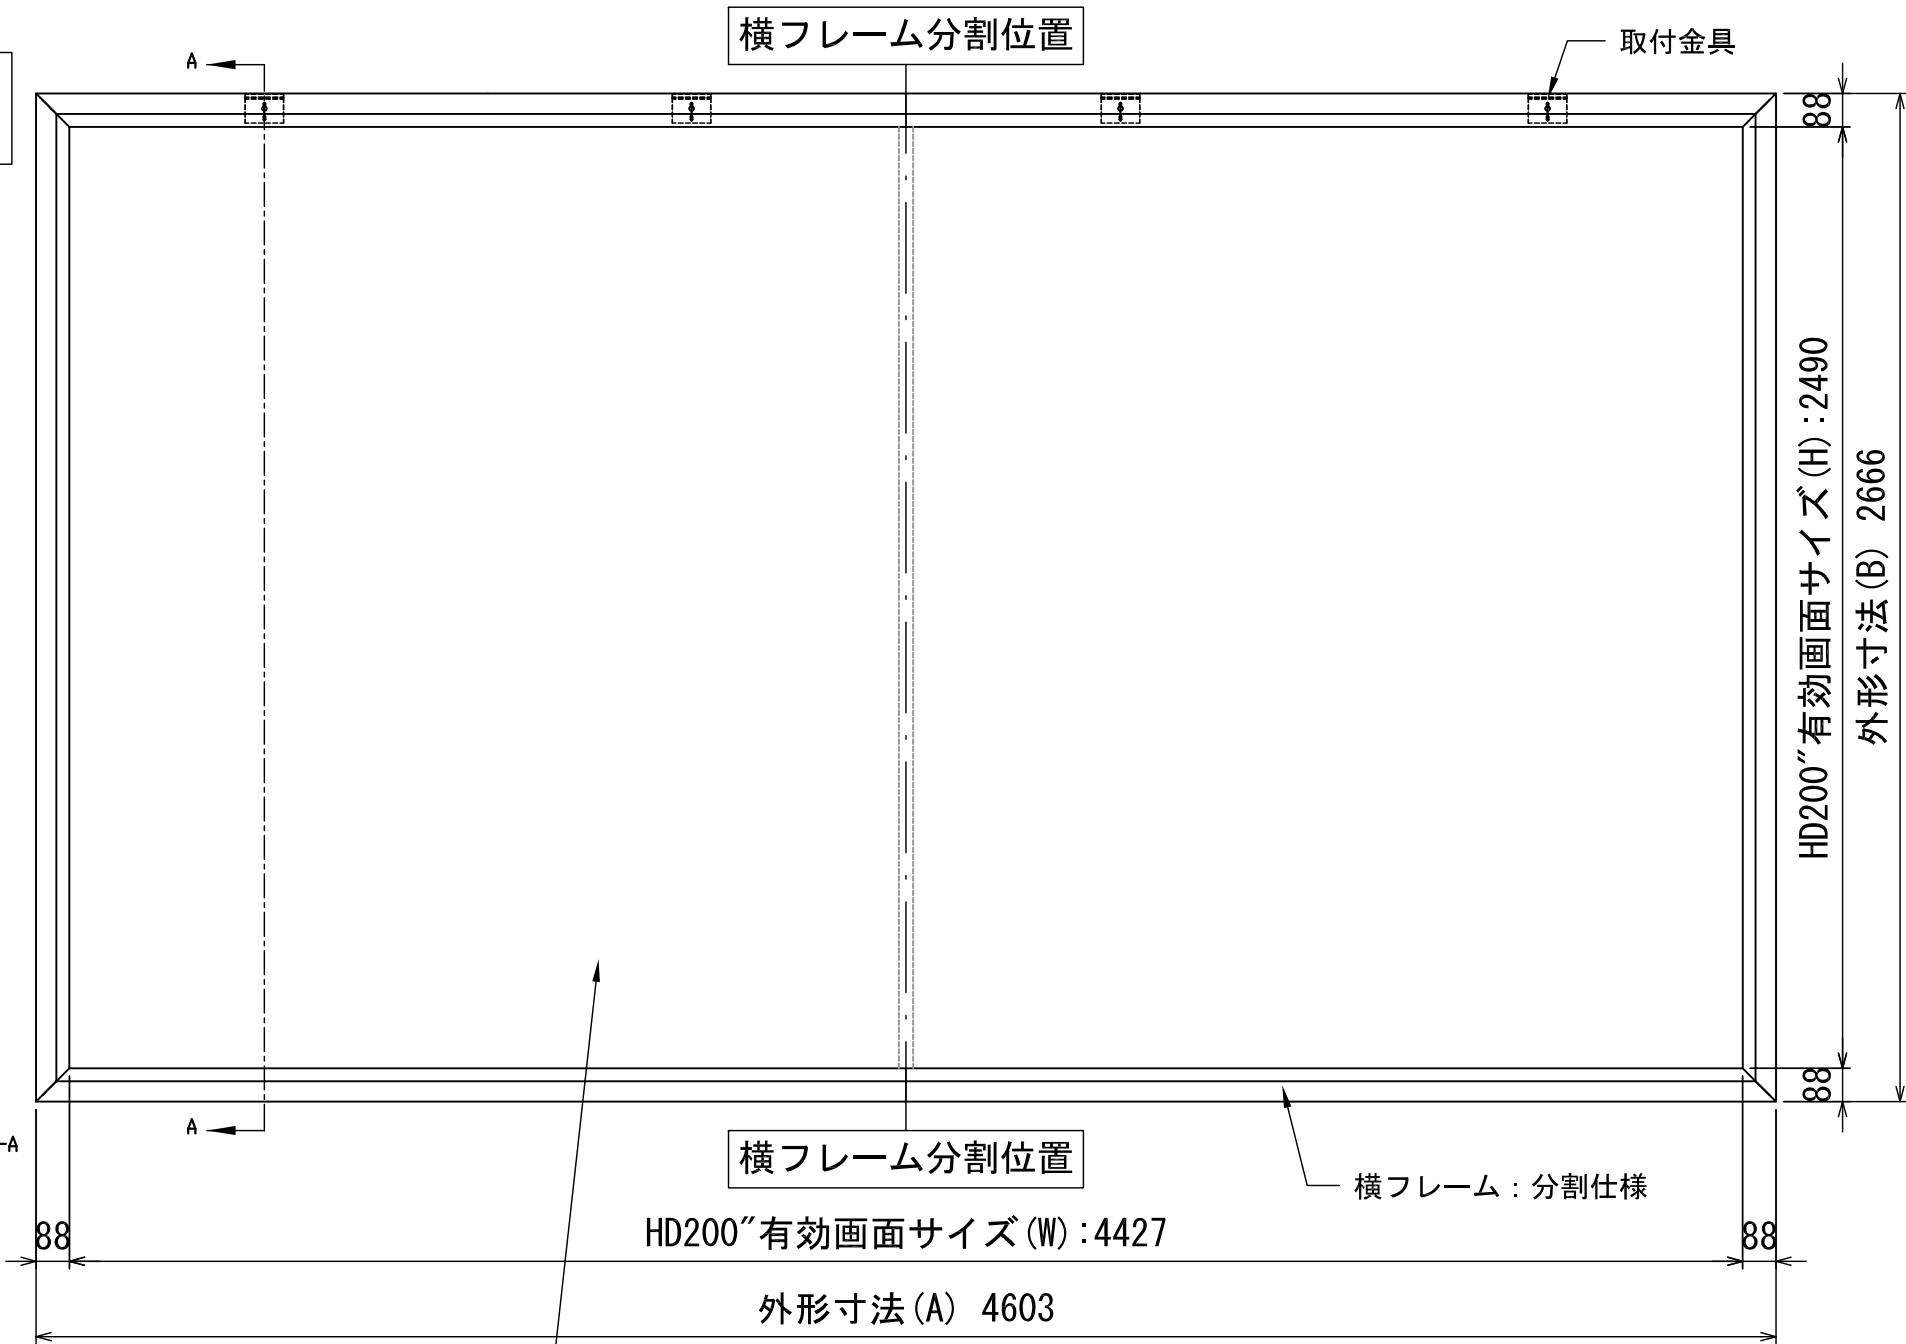 横フレーム分割位置
取付金具
A
88
HD200″有効画面サイズ(H):2490
外形寸法(B) 2666
88
A
-A
横フレーム分割位置
横フレーム:分割仕様
88
HD200″有効画面サイズ(W):4427
88
外形寸法(A) 4603